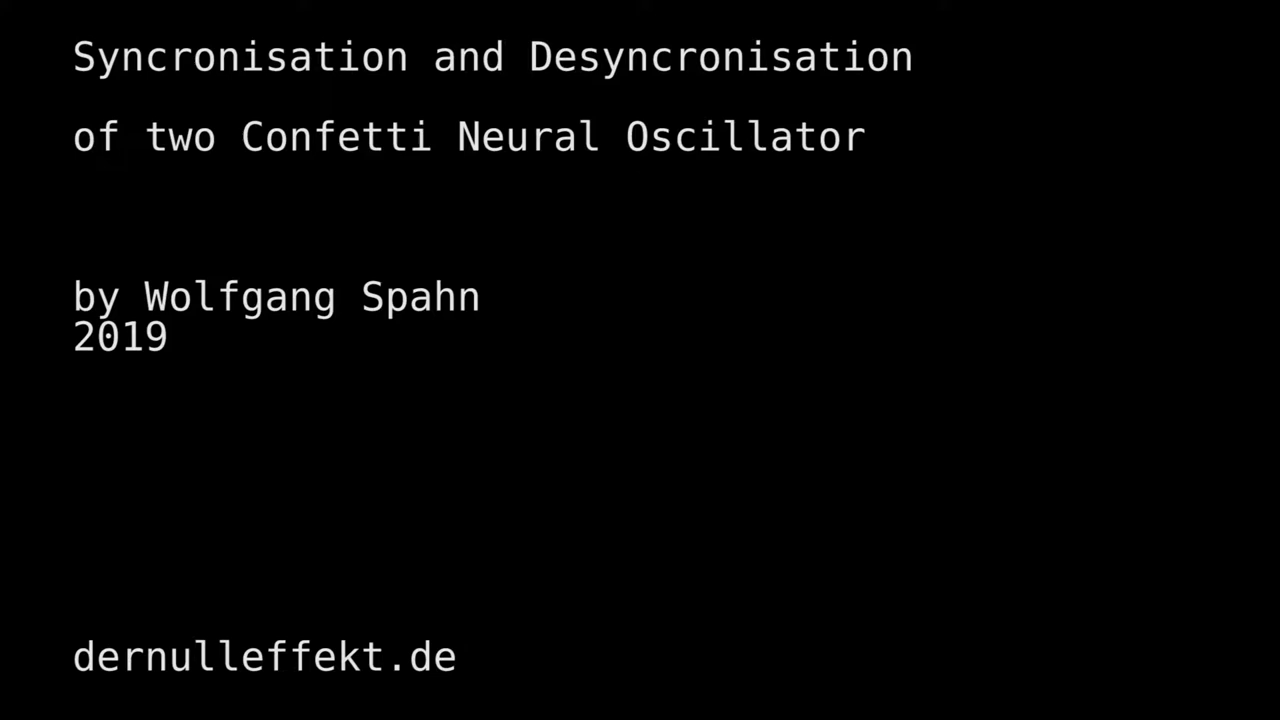 Syncronisation and Desyncronisation
of two Confetti Neural Oscillator
by Wolfgang Spahn
2019
dernulleffekt.de